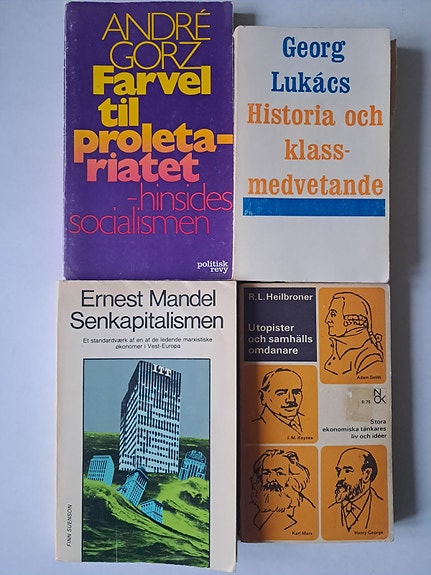 ANDRÉ
GORZ
Farvel
til
proleta-
riatet
-hinsides
socialismen
politisk
revy
Georg
Lukács
Historia och
klass-
medvetande
Ernest Mandel
Senkapitalismen
Et standardværk af en af de ledende marxistiske
økonomer i Vest-Europa
FINN SUENSON
R.L. Heilbroner
Utopister
och samhälls
omdanare
Adam Smith
J. M. Keynes
Stora
ekonomiska tänkares
liv och idéer
Karl Marx
Henry George